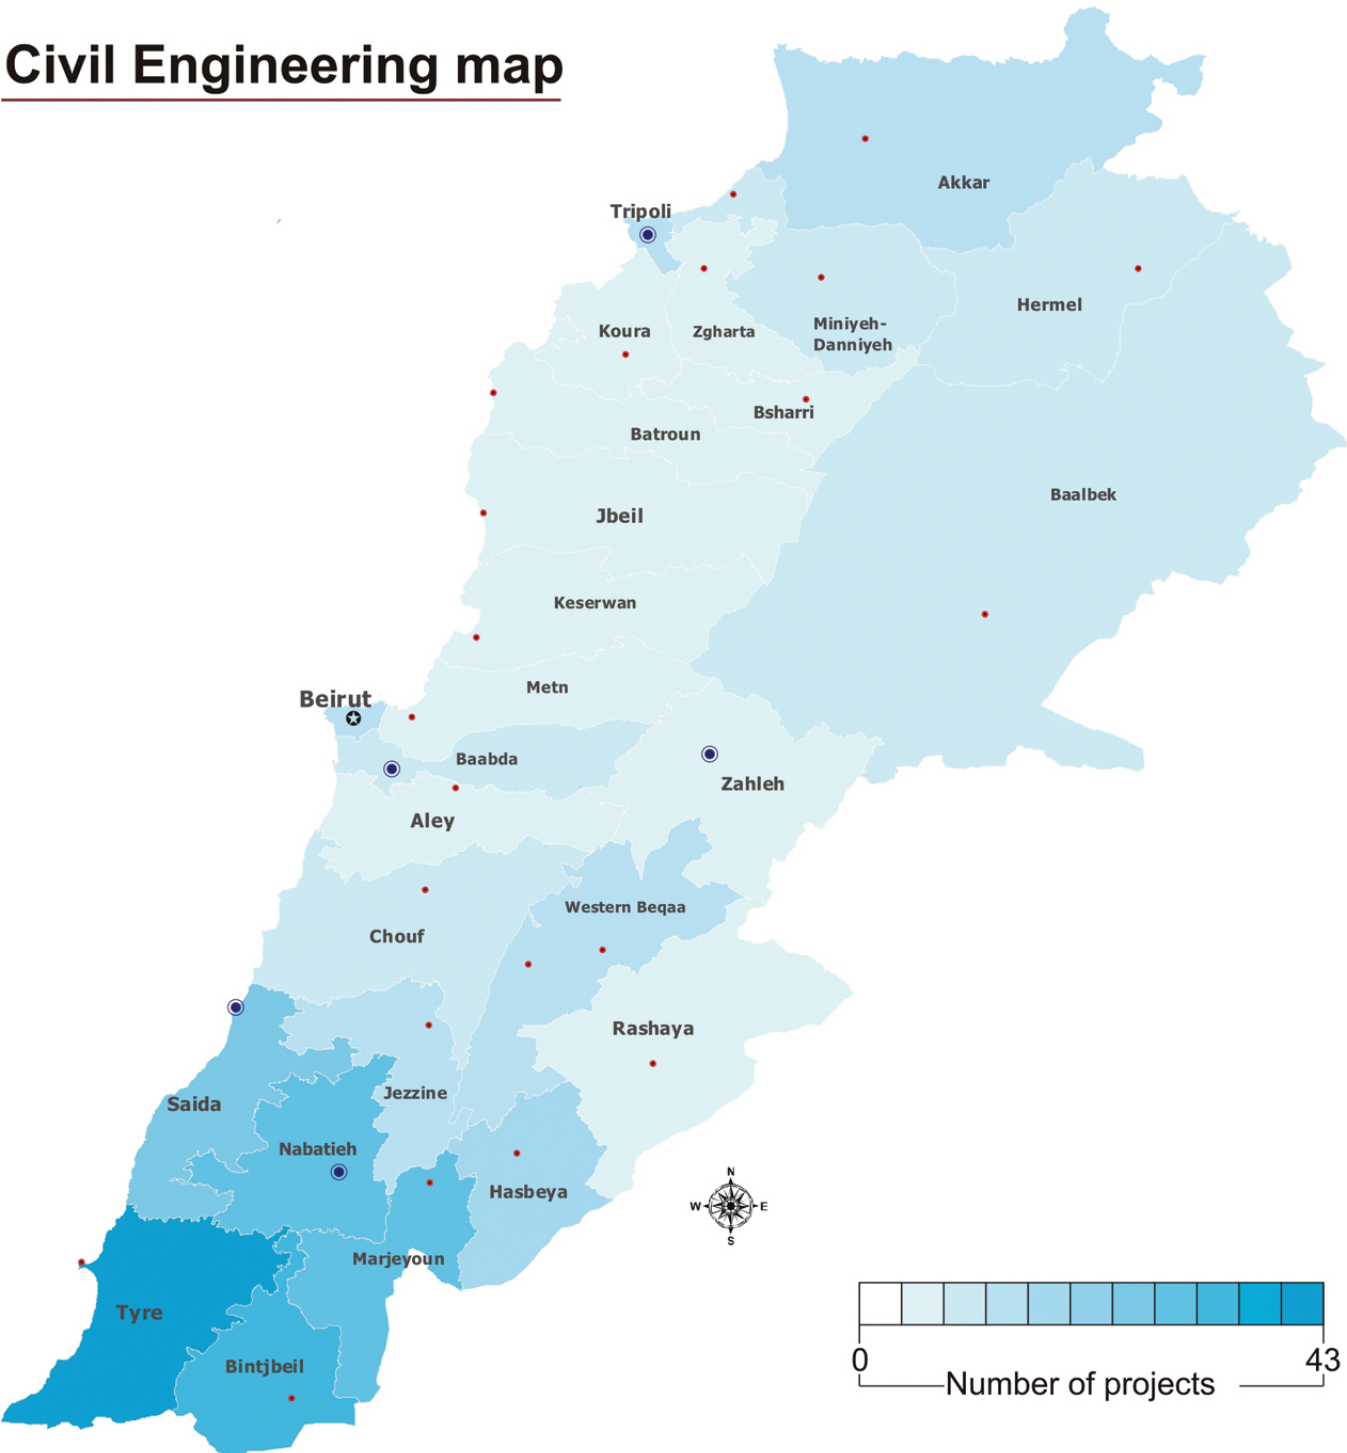 Civil Engineering map
Akkar
Tripoli
Hermel
Miniyeh-
Danniyeh
Koura
Zgharta
Bsharri
Batroun
Baalbek
Jbeil
Keserwan
Metn
Beirut
Baabda
Zahleh
Aley
Western Beqaa
Chouf
Rashaya
Jezzine
Saida
Nabatieh
Hasbeya
N
W E
S
Marjeyoun
Tyre
Bintjbeil
0 43
Number of projects